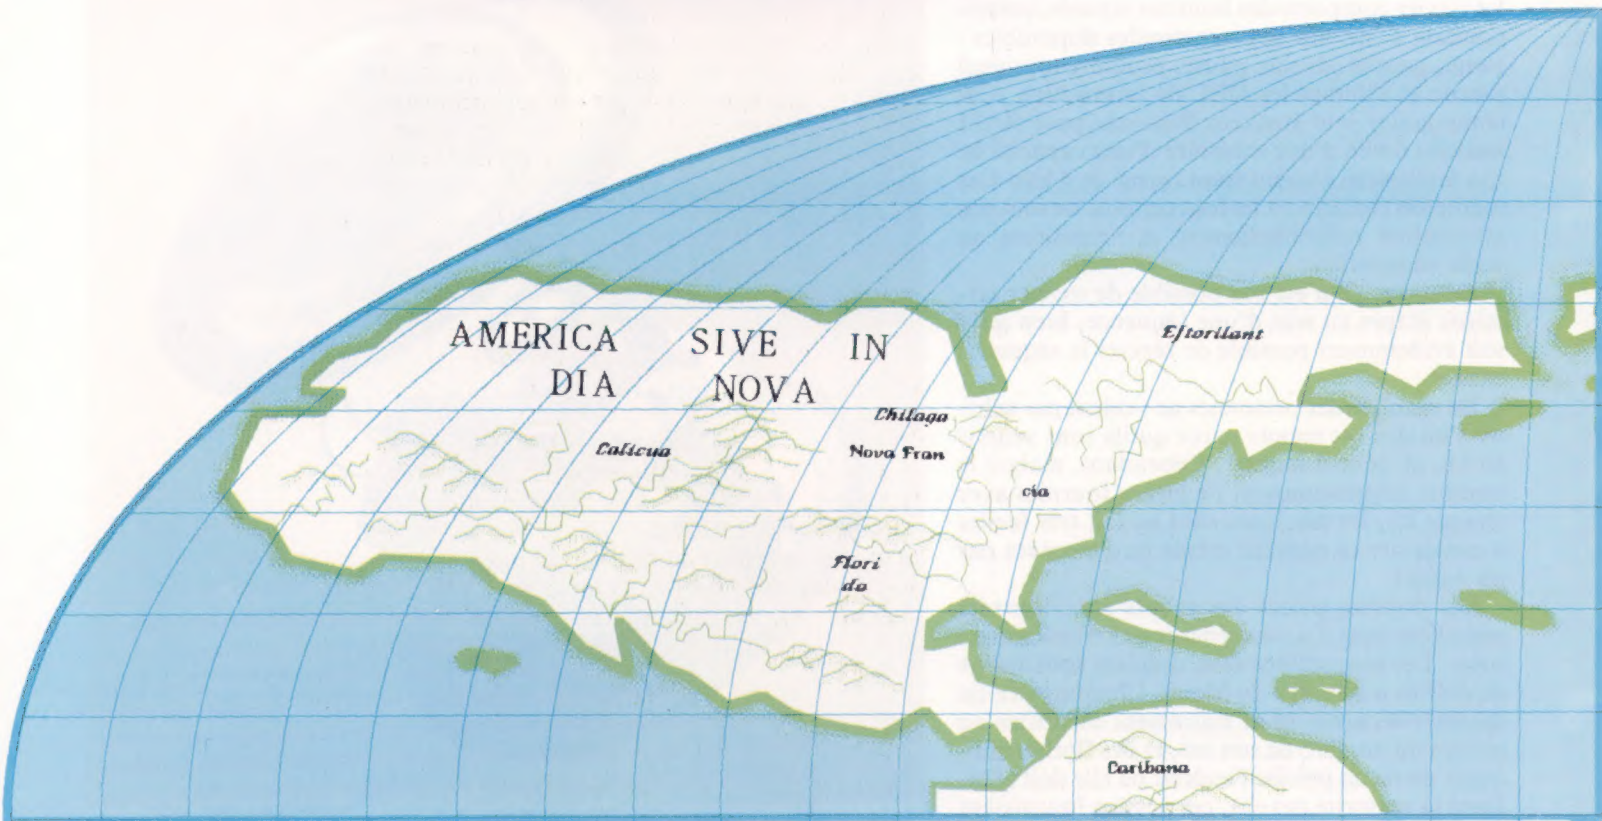 AMERICA SIVE IN
DIA NOVA
Eſtorilant
Chilaga
Calicua
Nova Fran
cia
Flori
da
Caribana